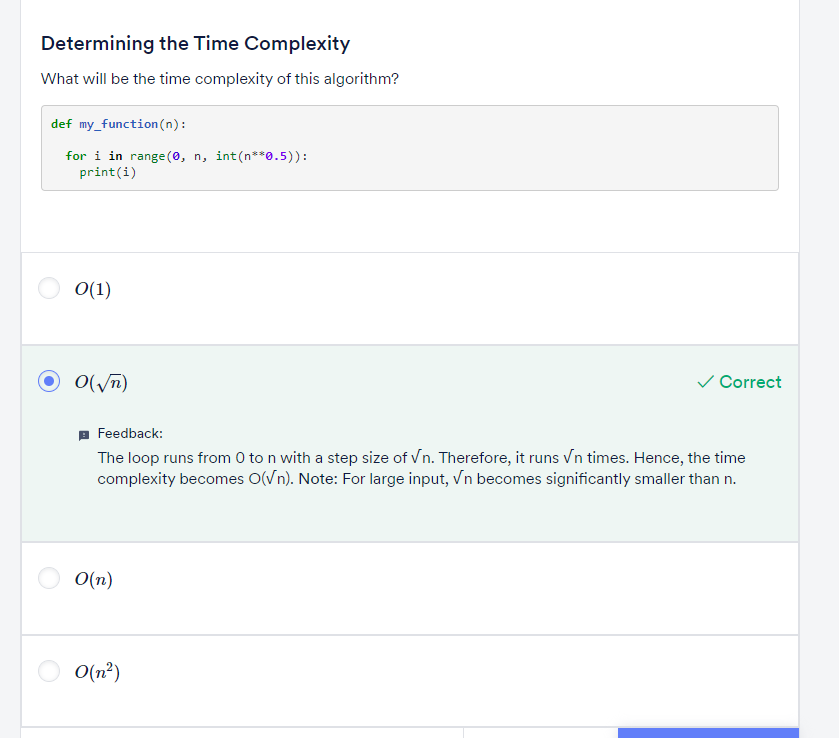 Determining the Time Complexity
What will be the time complexity of this algorithm?
def my_function(n):
for i in range(0, n, int(n**0.5)):
print(i)
O(1)
O(√n)
✓ Correct
Feedback:
The loop runs from 0 to n with a step size of √n. Therefore, it runs √n times. Hence, the time
complexity becomes O(√n). Note: For large input, √n becomes significantly smaller than n.
O(n)
O(n²)